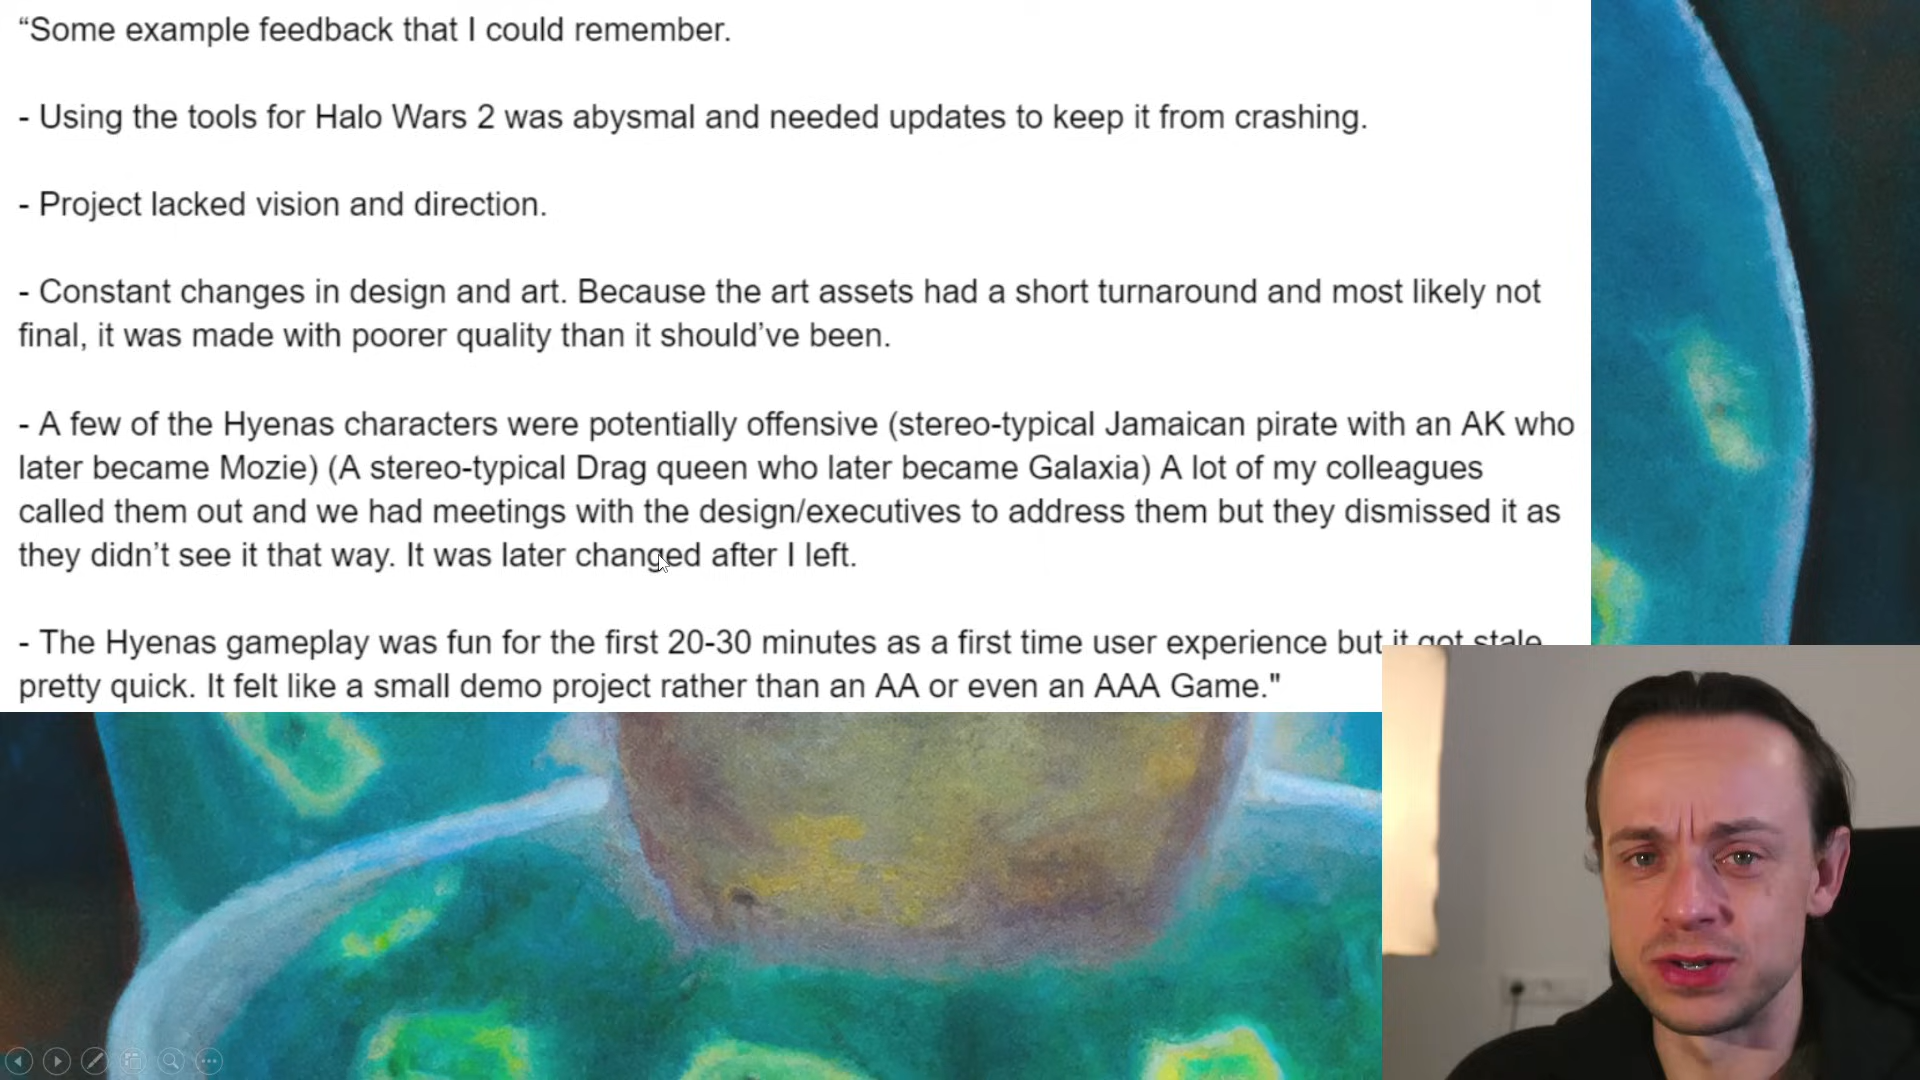 “Some example feedback that I could remember.
- Using the tools for Halo Wars 2 was abysmal and needed updates to keep it from crashing.
- Project lacked vision and direction.
- Constant changes in design and art. Because the art assets had a short turnaround and most likely not
final, it was made with poorer quality than it should’ve been.
- A few of the Hyenas characters were potentially offensive (stereo-typical Jamaican pirate with an AK who
later became Mozie) (A stereo-typical Drag queen who later became Galaxia) A lot of my colleagues
called them out and we had meetings with the design/executives to address them but they dismissed it as
they didn’t see it that way. It was later changed after I left.
- The Hyenas gameplay was fun for the first 20-30 minutes as a first time user experience but it got stale
pretty quick. It felt like a small demo project rather than an AA or even an AAA Game."